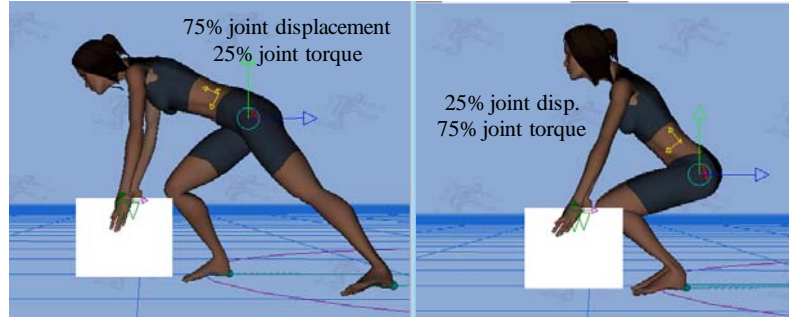 75% joint displacement
25% joint torque
25% joint disp.
75% joint torque